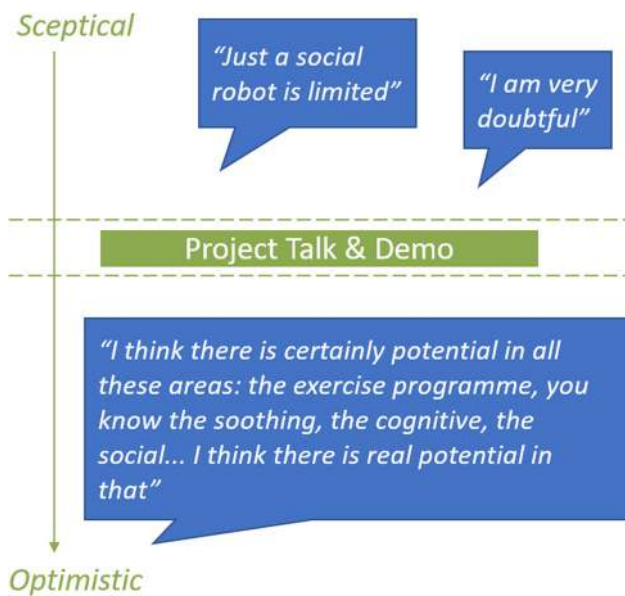 Sceptical
“Just a social
robot is limited”
“I am very
doubtful”
Project Talk & Demo
“I think there is certainly potential in all
these areas: the exercise programme, you
know the soothing, the cognitive, the
social... I think there is real potential in
that”
Optimistic